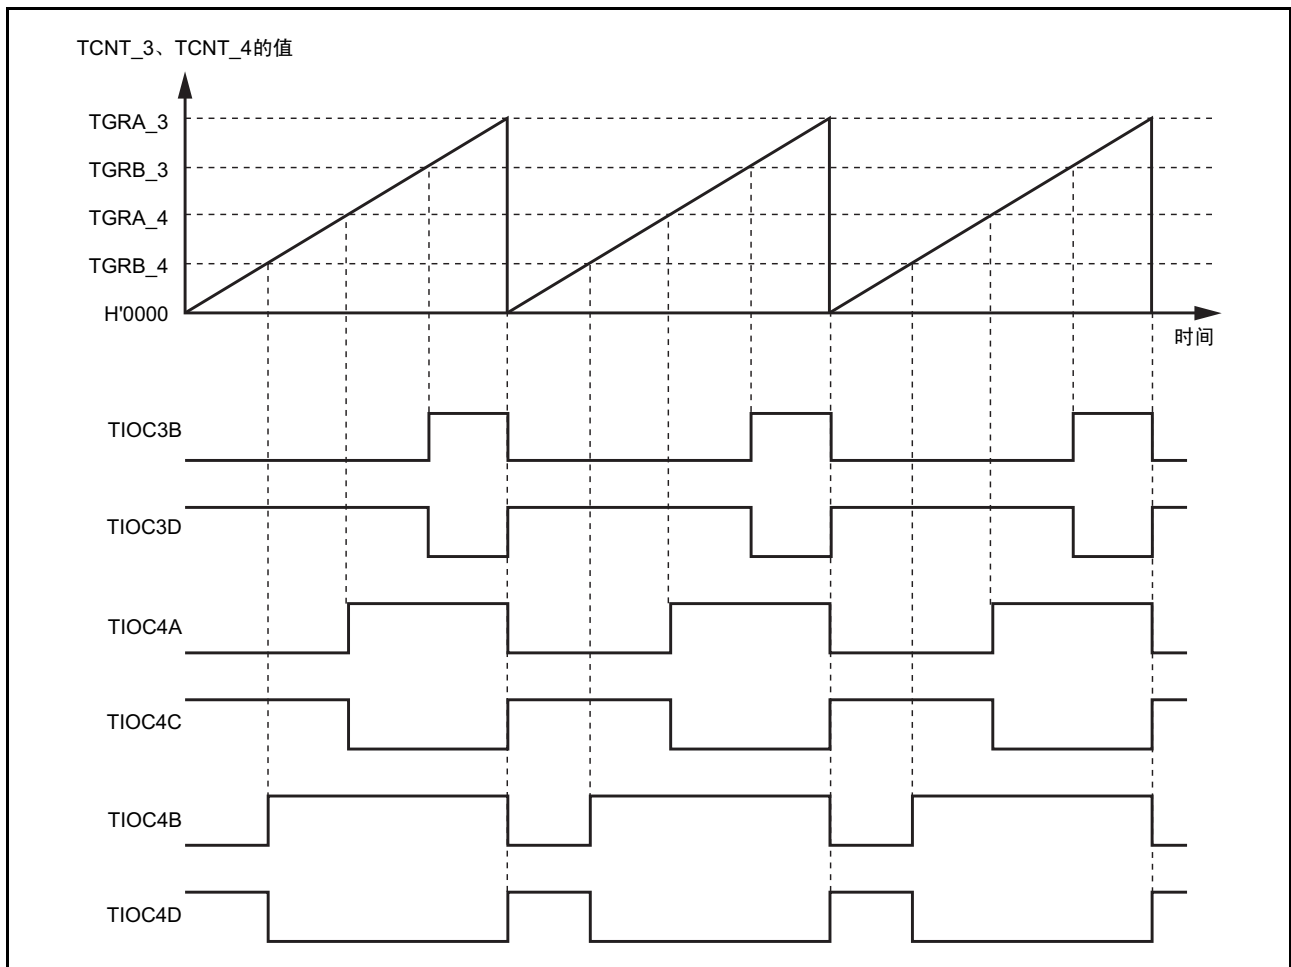 TCNT_3、TCNT_4的值
TGRA_3
TGRB_3
TGRA_4
TGRB_4
H'0000
时间
TIOC3B
TIOC3D
TIOC4A
TIOC4C
TIOC4B
TIOC4D